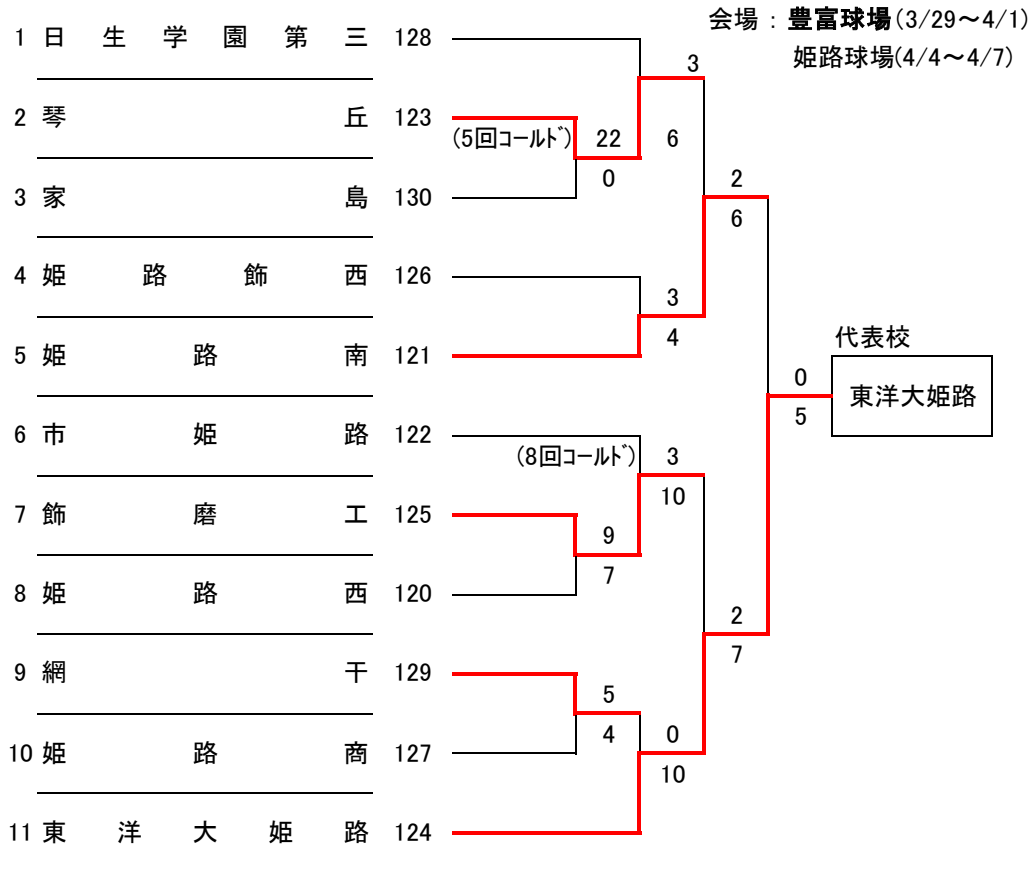 会場：豊富球場(3/29～4/1)
姫路球場(4/4～4/7)
1 日生学園第三 128
3
2 琴丘 123
(5回コールド) 22 6
0
3 家島 130
2
6
4 姫路飾西 126
3
4
5 姫路南 121
代表校
0
東洋大姫路
5
6 市姫路 122
(8回コールド) 3
10
7 飾磨工 125
9
7
8 姫路西 120
2
7
9 網干 129
5
4 0
10 姫路商 127
10
11 東洋大姫路 124